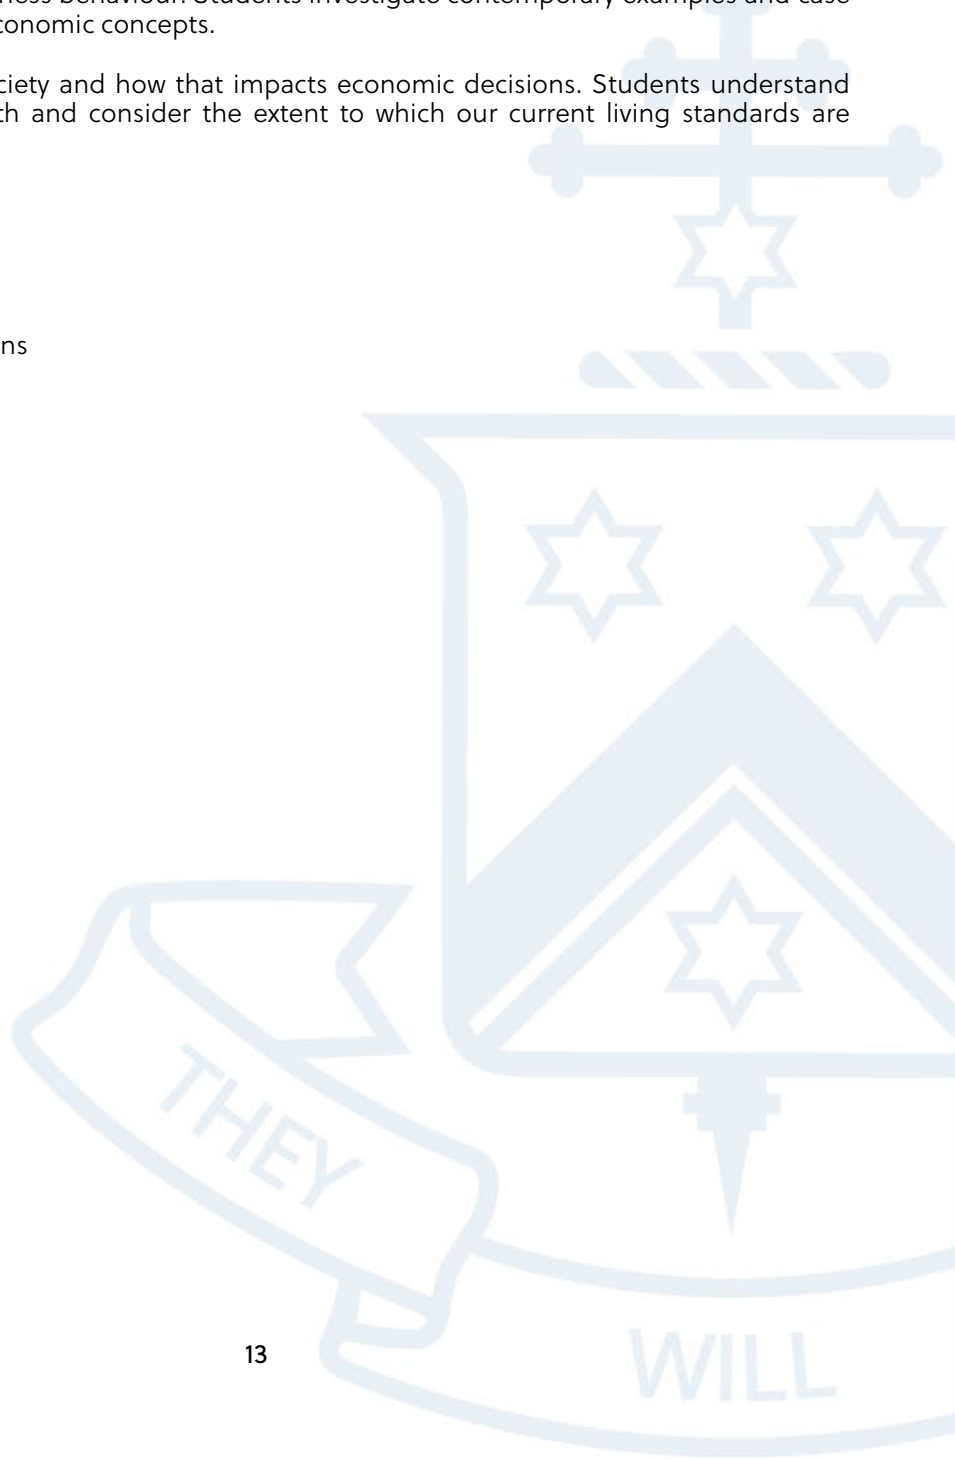 ness behaviour. Students investigate contemporary examples and case
conomic concepts.
ciety and how that impacts economic decisions. Students understand
th and consider the extent to which our current living standards are
ns
THEY
13
WILL